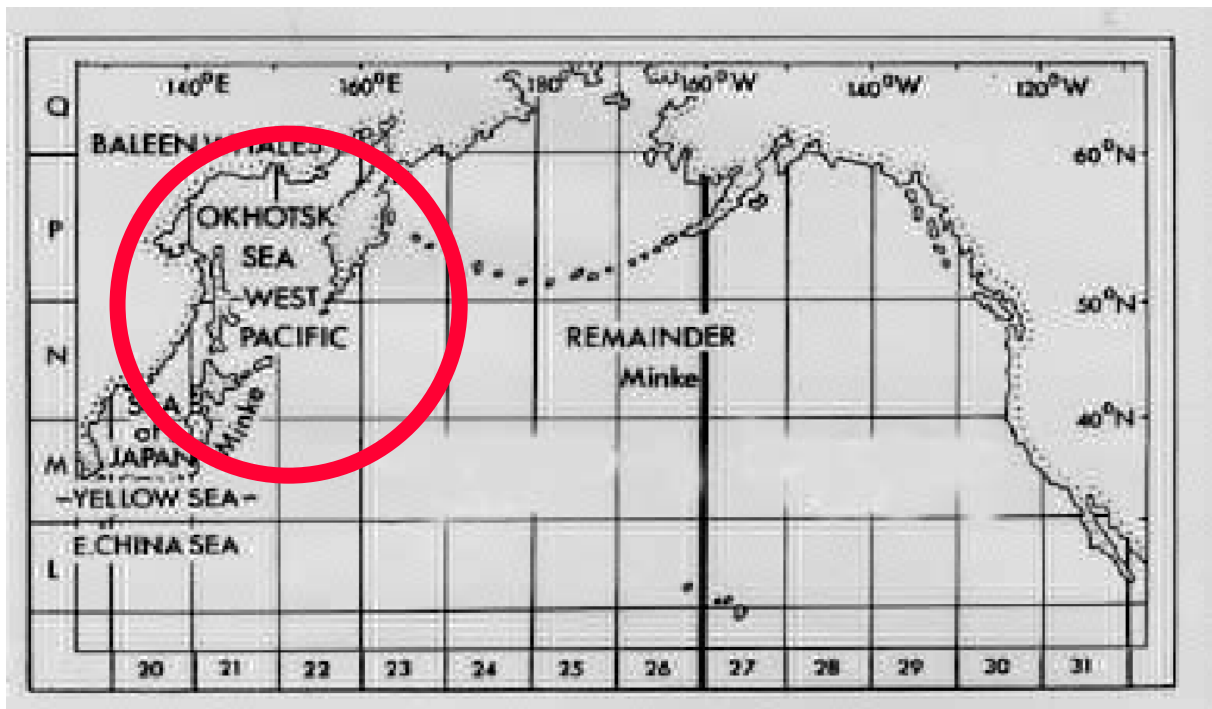 140°E 160°E 180° 160°W 140°W 120°W
Q
BALEEN WHALES
60°N
P
OKHOTSK
SEA
WEST
50°N
PACIFIC
REMAINDER
N
Minke
Minke
SEA
of
JAPAN
40°N
M
-YELLOW SEA-
E.CHINA SEA
L
20 21 22 23 24 25 26 27 28 29 30 31